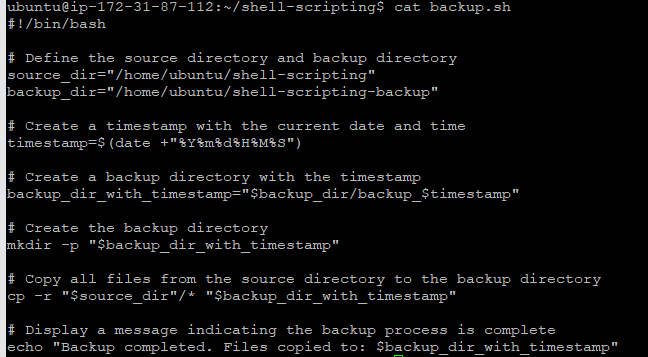 ubuntu@ip-172-31-87-112:~/shell-scripting$ cat backup.sh
#!/bin/bash
# Define the source directory and backup directory
source_dir="/home/ubuntu/shell-scripting"
backup_dir="/home/ubuntu/shell-scripting-backup"
# Create a timestamp with the current date and time
timestamp=$(date +"%Y%m%d%H%M%S")
# Create a backup directory with the timestamp
backup_dir_with_timestamp="$backup_dir/backup_$timestamp"
# Create the backup directory
mkdir -p "$backup_dir_with_timestamp"
# Copy all files from the source directory to the backup directory
cp -r "$source_dir"/* "$backup_dir_with_timestamp"
# Display a message indicating the backup process is complete
echo "Backup completed. Files copied to: $backup_dir_with_timestamp"